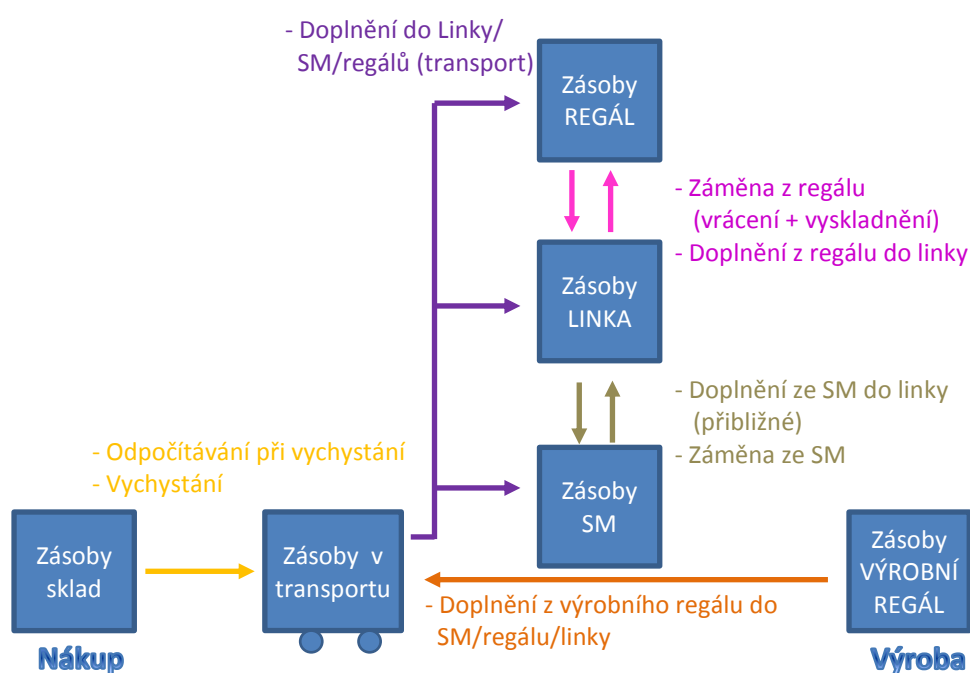 - Doplnění do Linky/
SM/regálů (transport)
Zásoby
REGÁL
- Záměna z regálu
(vrácení + vyskladnění)
- Doplnění z regálu do linky
Zásoby
LINKA
- Doplnění ze SM do linky
(přibližné)
- Záměna ze SM
- Odpočítávání při vychystání
- Vychystání
Zásoby
SM
Zásoby
sklad
Zásoby v
transportu
Zásoby
VÝROBNÍ
REGÁL
- Doplnění z výrobního regálu do
SM/regálu/linky
Nákup
Výroba